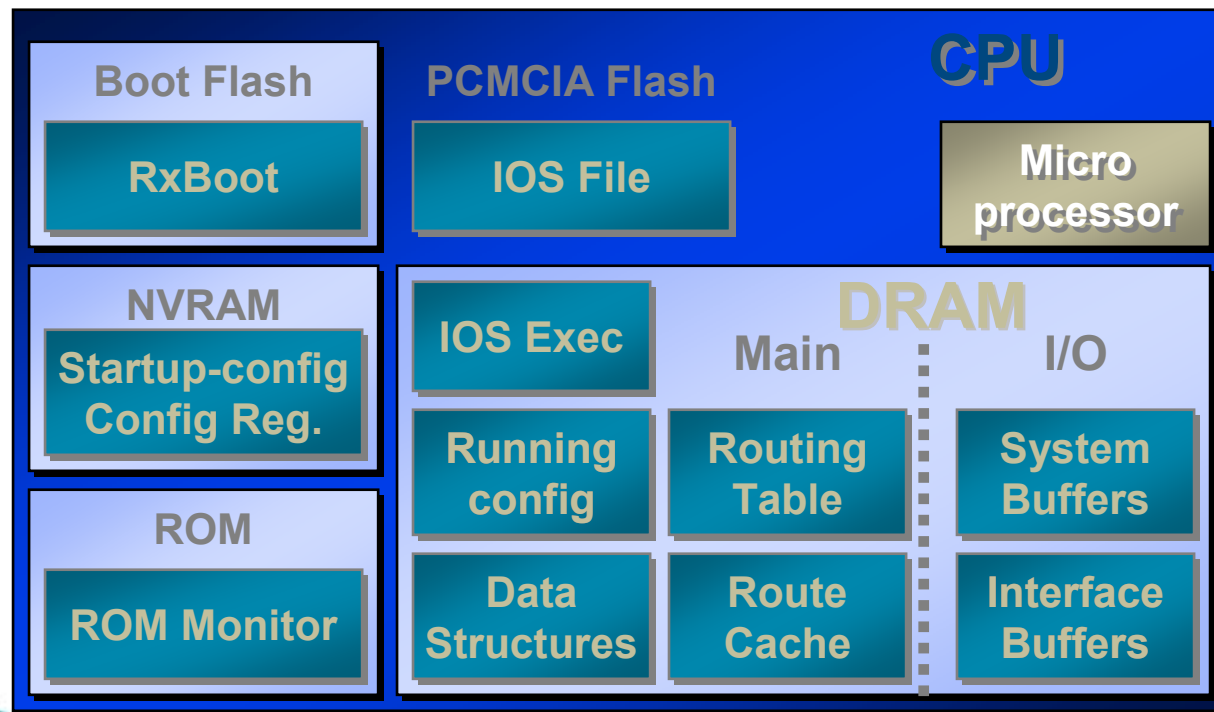 Boot Flash
RxBoot
PCMCIA Flash
IOS File
CPU
Micro
processor
NVRAM
Startup-config
Config Reg.
ROM
ROM Monitor
DRAM
IOS Exec
Main
I/O
Running
config
Routing
Table
System
Buffers
Data
Structures
Route
Cache
Interface
Buffers